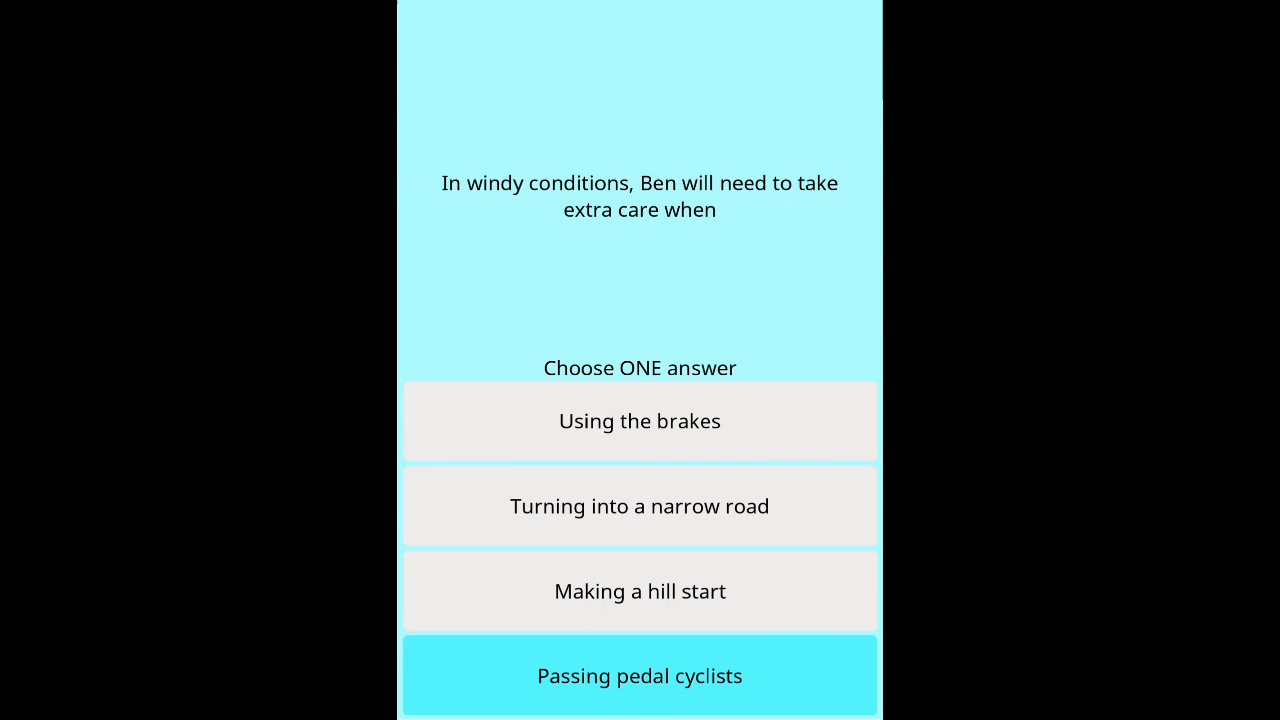 In windy conditions, Ben will need to take
extra care when
Choose ONE answer
Using the brakes
Turning into a narrow road
Making a hill start
Passing pedal cyclists